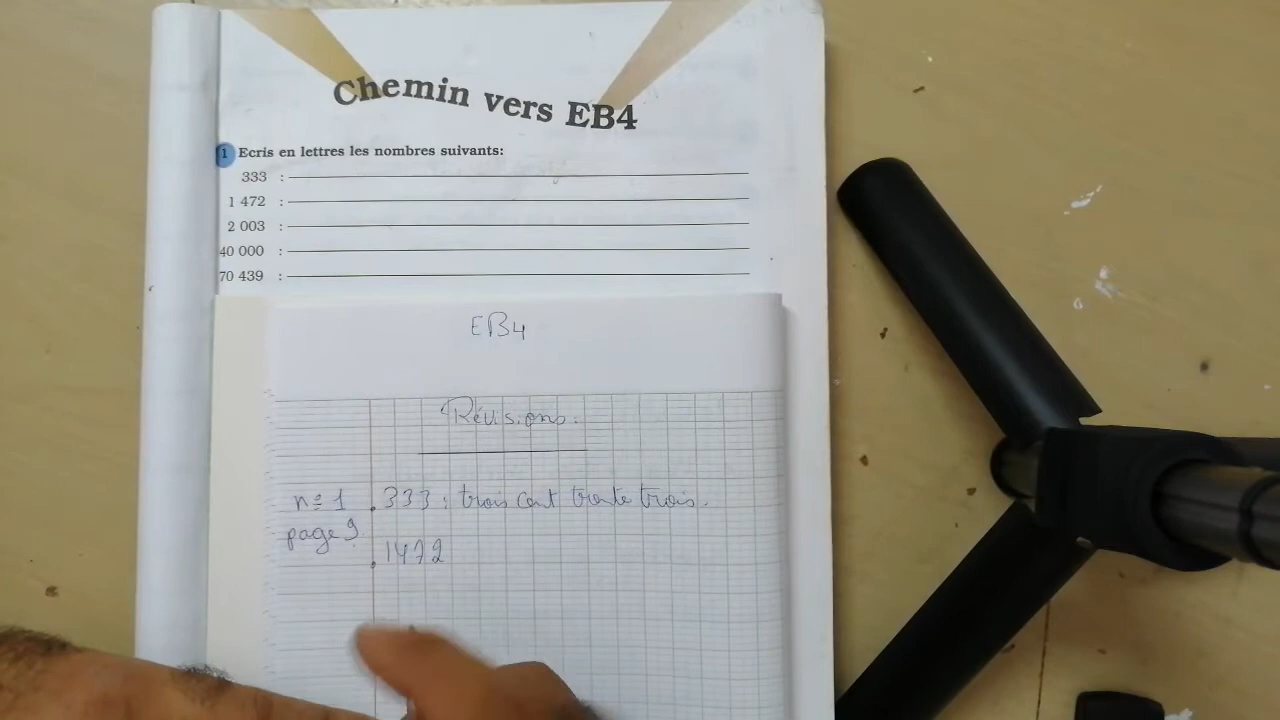 Chemin vers EB4
1 Ecris en lettres les nombres suivants:
333 :
1 472 :
2 003 :
40 000 :
70 439 :
EB4
Révisions.
n= 1 .333 : trois cent trente trois.
page 9
.1472